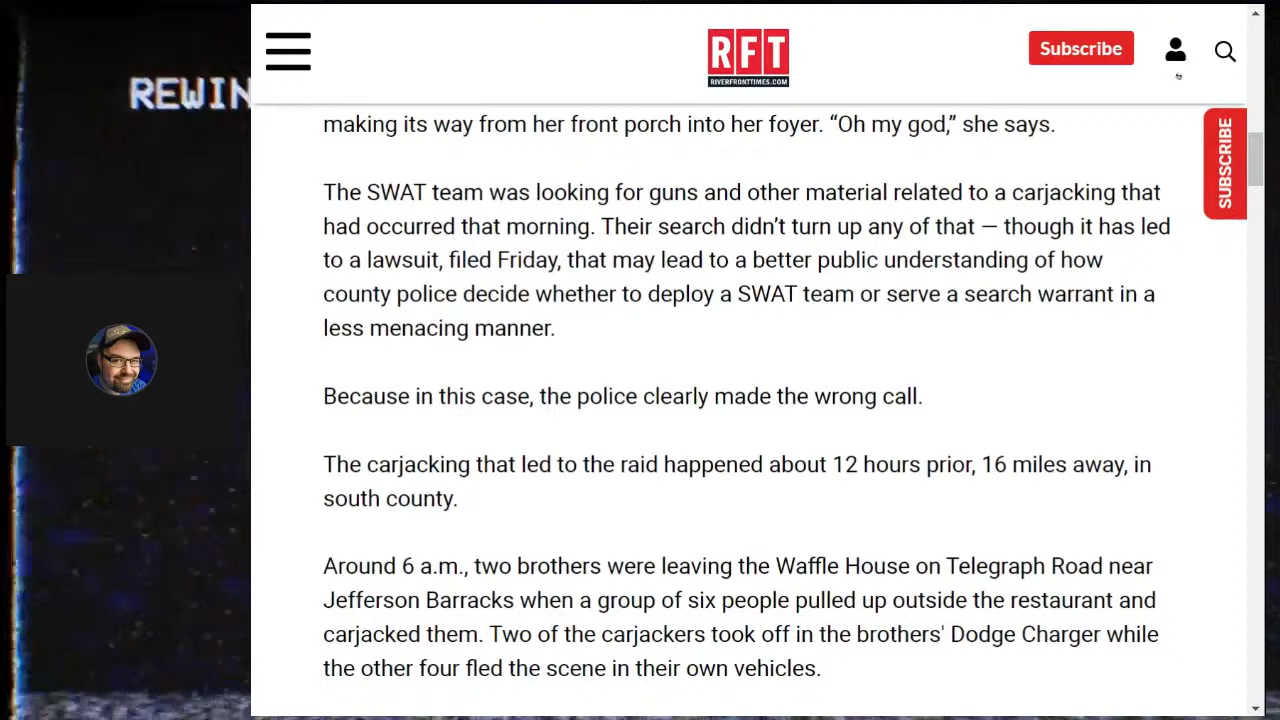 REWIN
RFT
RIVERFRONTTIMES.COM
Subscribe
SUBSCRIBE
making its way from her front porch into her foyer. “Oh my god,” she says.
The SWAT team was looking for guns and other material related to a carjacking that
had occurred that morning. Their search didn’t turn up any of that — though it has led
to a lawsuit, filed Friday, that may lead to a better public understanding of how
county police decide whether to deploy a SWAT team or serve a search warrant in a
less menacing manner.
Because in this case, the police clearly made the wrong call.
The carjacking that led to the raid happened about 12 hours prior, 16 miles away, in
south county.
Around 6 a.m., two brothers were leaving the Waffle House on Telegraph Road near
Jefferson Barracks when a group of six people pulled up outside the restaurant and
carjacked them. Two of the carjackers took off in the brothers' Dodge Charger while
the other four fled the scene in their own vehicles.